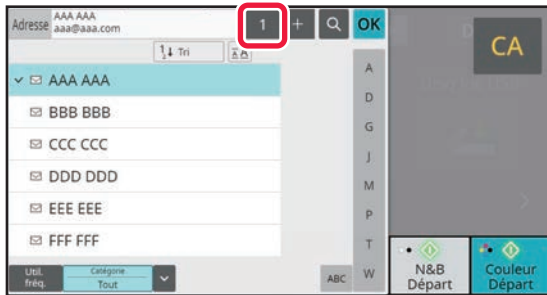 AAA AAA
Adresse aaa@aaa.com 1 + OK
CA
Tri
AAA AAA
BBB BBB
CCC CCC
DDD DDD
EEE EEE
FFF FFF
A
D
G
J
M
P
T
W
Util.
fréq.
Catégorie
Tout
ABC
N&B
Départ
Couleur
Départ